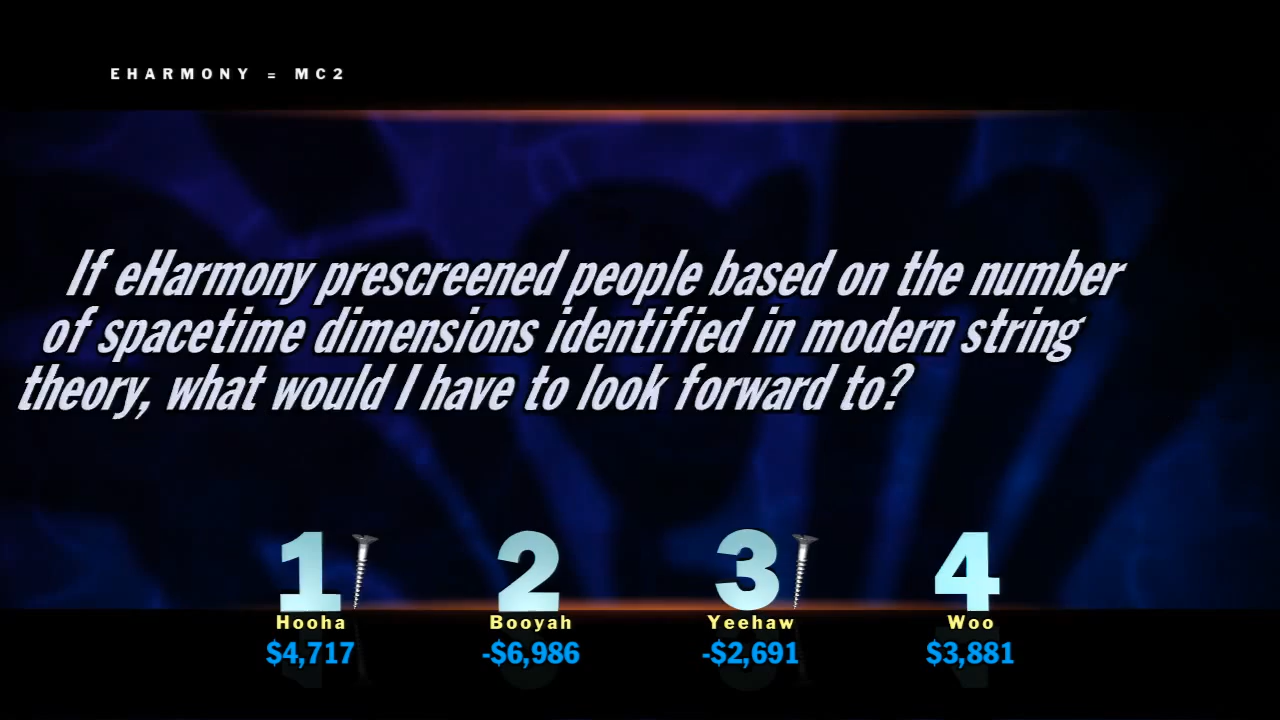 EHARMONY = MC2
If eHarmony prescreened people based on the number
of spacetime dimensions identified in modern string
theory, what would I have to look forward to?
1 2 3 4
Hooha Booyah Yeehaw Woo
$4,717 -$6,986 -$2,691 $3,881